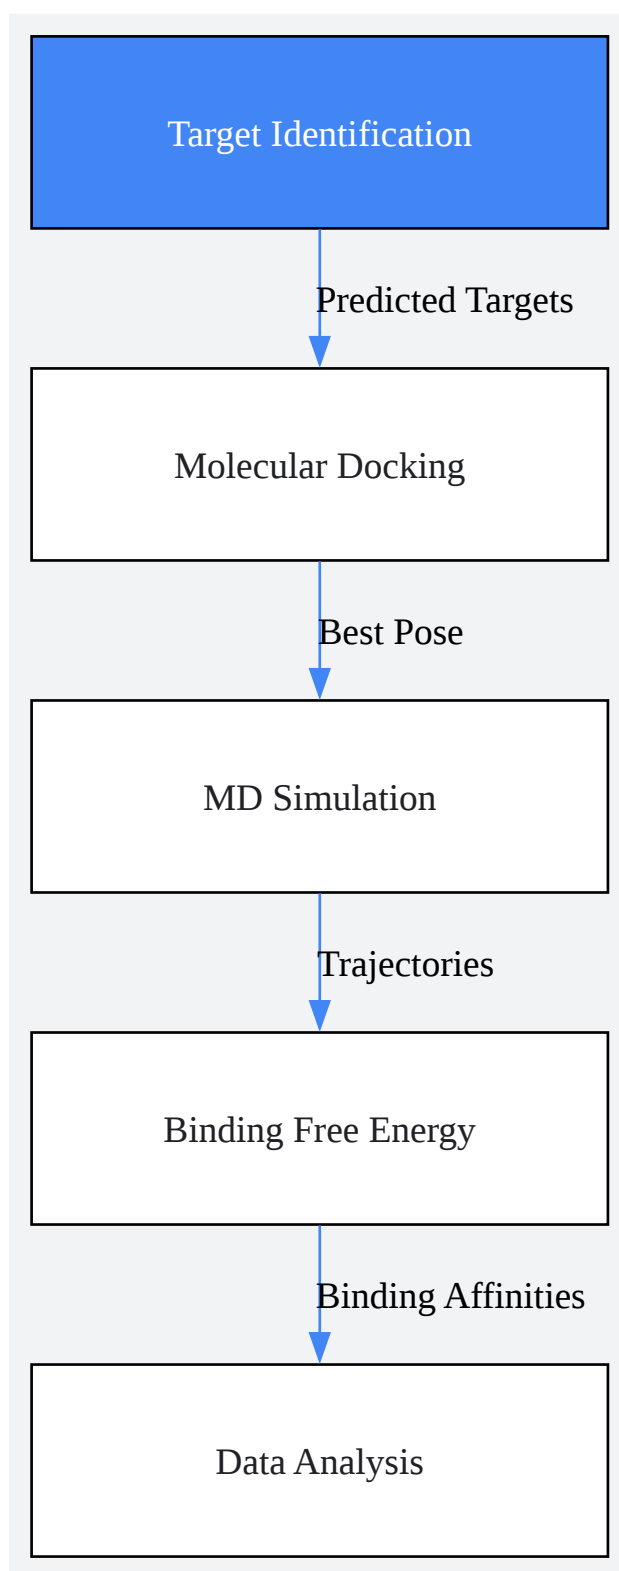 Target Identification
Predicted Targets
Molecular Docking
Best Pose
MD Simulation
Trajectories
Binding Free Energy
Binding Affinities
Data Analysis